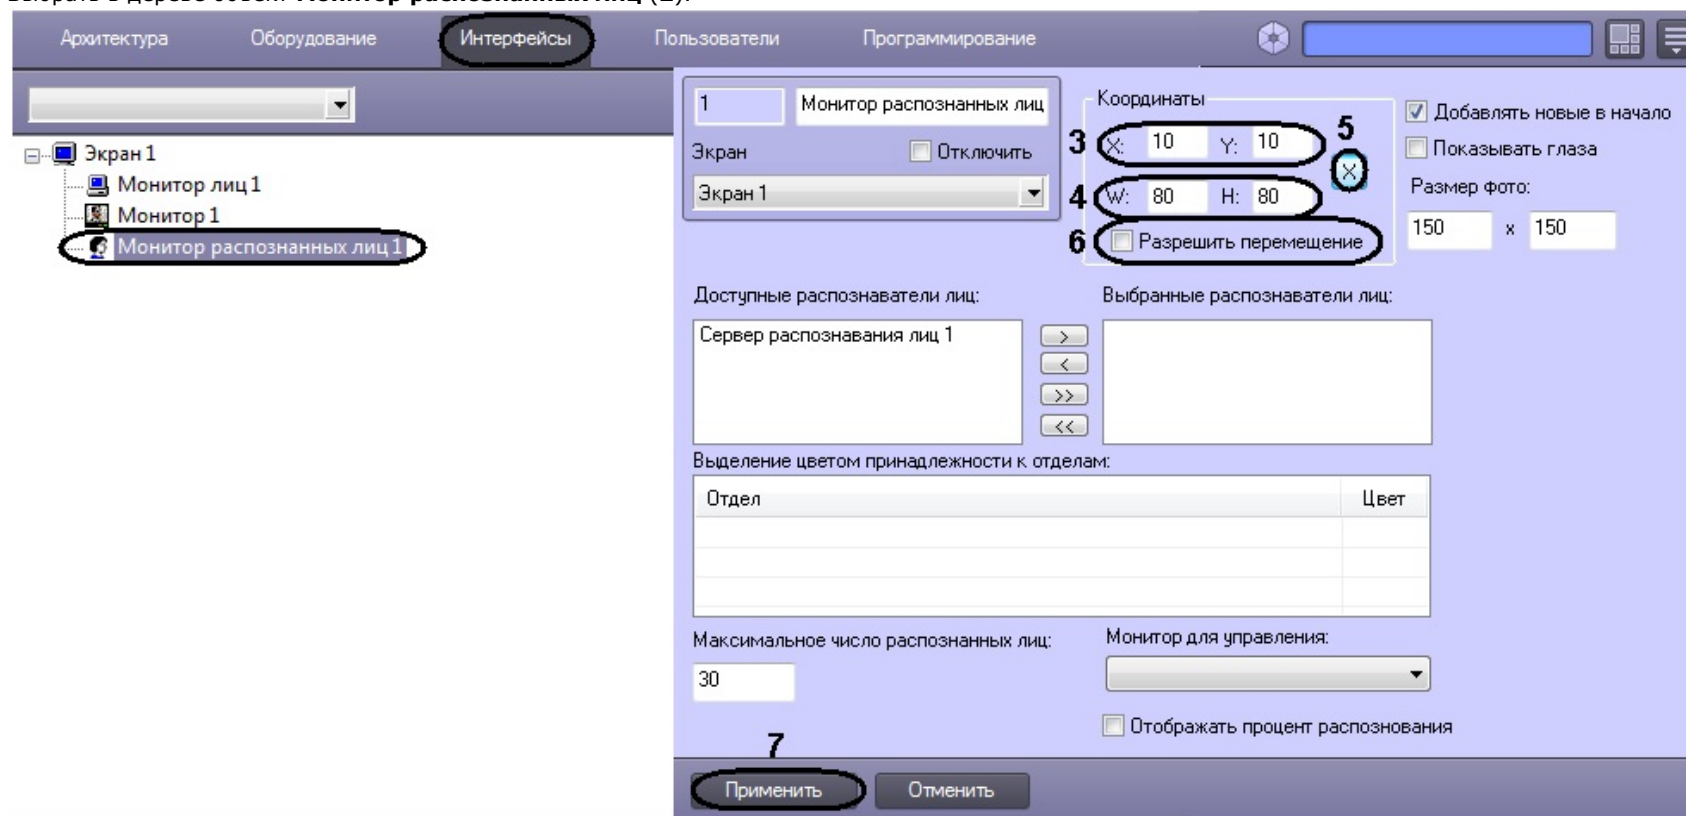 Архитектура Оборудование Интерфейсы Пользователи Программирование
1 Монитор распознанных лиц
Экран Отключить
Экран 1
Координаты
3 X: 10 Y: 10 5
4 W: 80 H: 80 X
6 Разрешить перемещение
Добавлять новые в начало
Показывать глаза
Размер фото:
150 x 150
Экран 1
Монитор лиц 1
Монитор 1
Монитор распознанных лиц 1
Доступные распознаватели лиц: Выбранные распознаватели лиц:
Сервер распознавания лиц 1
>
<
>>
<<
Выделение цветом принадлежности к отделам:
Отдел Цвет
Максимальное число распознанных лиц: Монитор для управления:
30
Отображать процент распознования
7
Применить Отменить